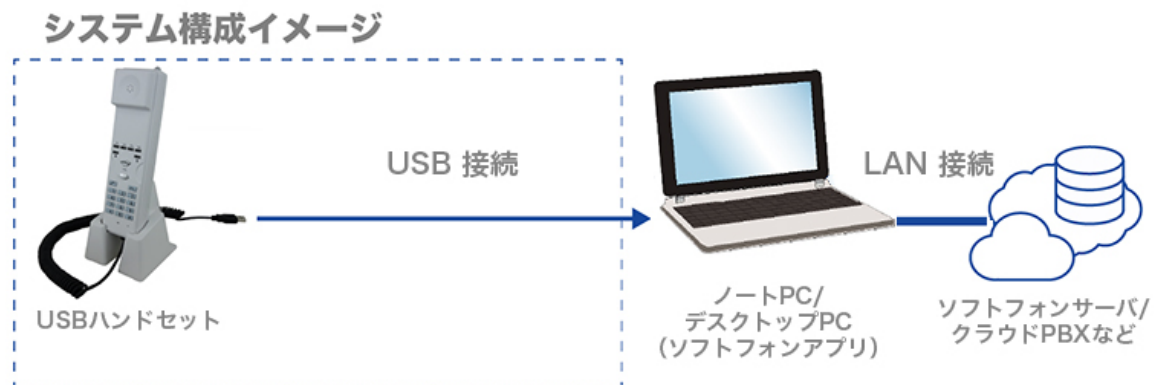 システム構成イメージ
USB 接続
LAN 接続
USBハンドセット
ノートPC/
デスクトップPC
（ソフトフォンアプリ）
ソフトフォンサーバ/
クラウドPBXなど